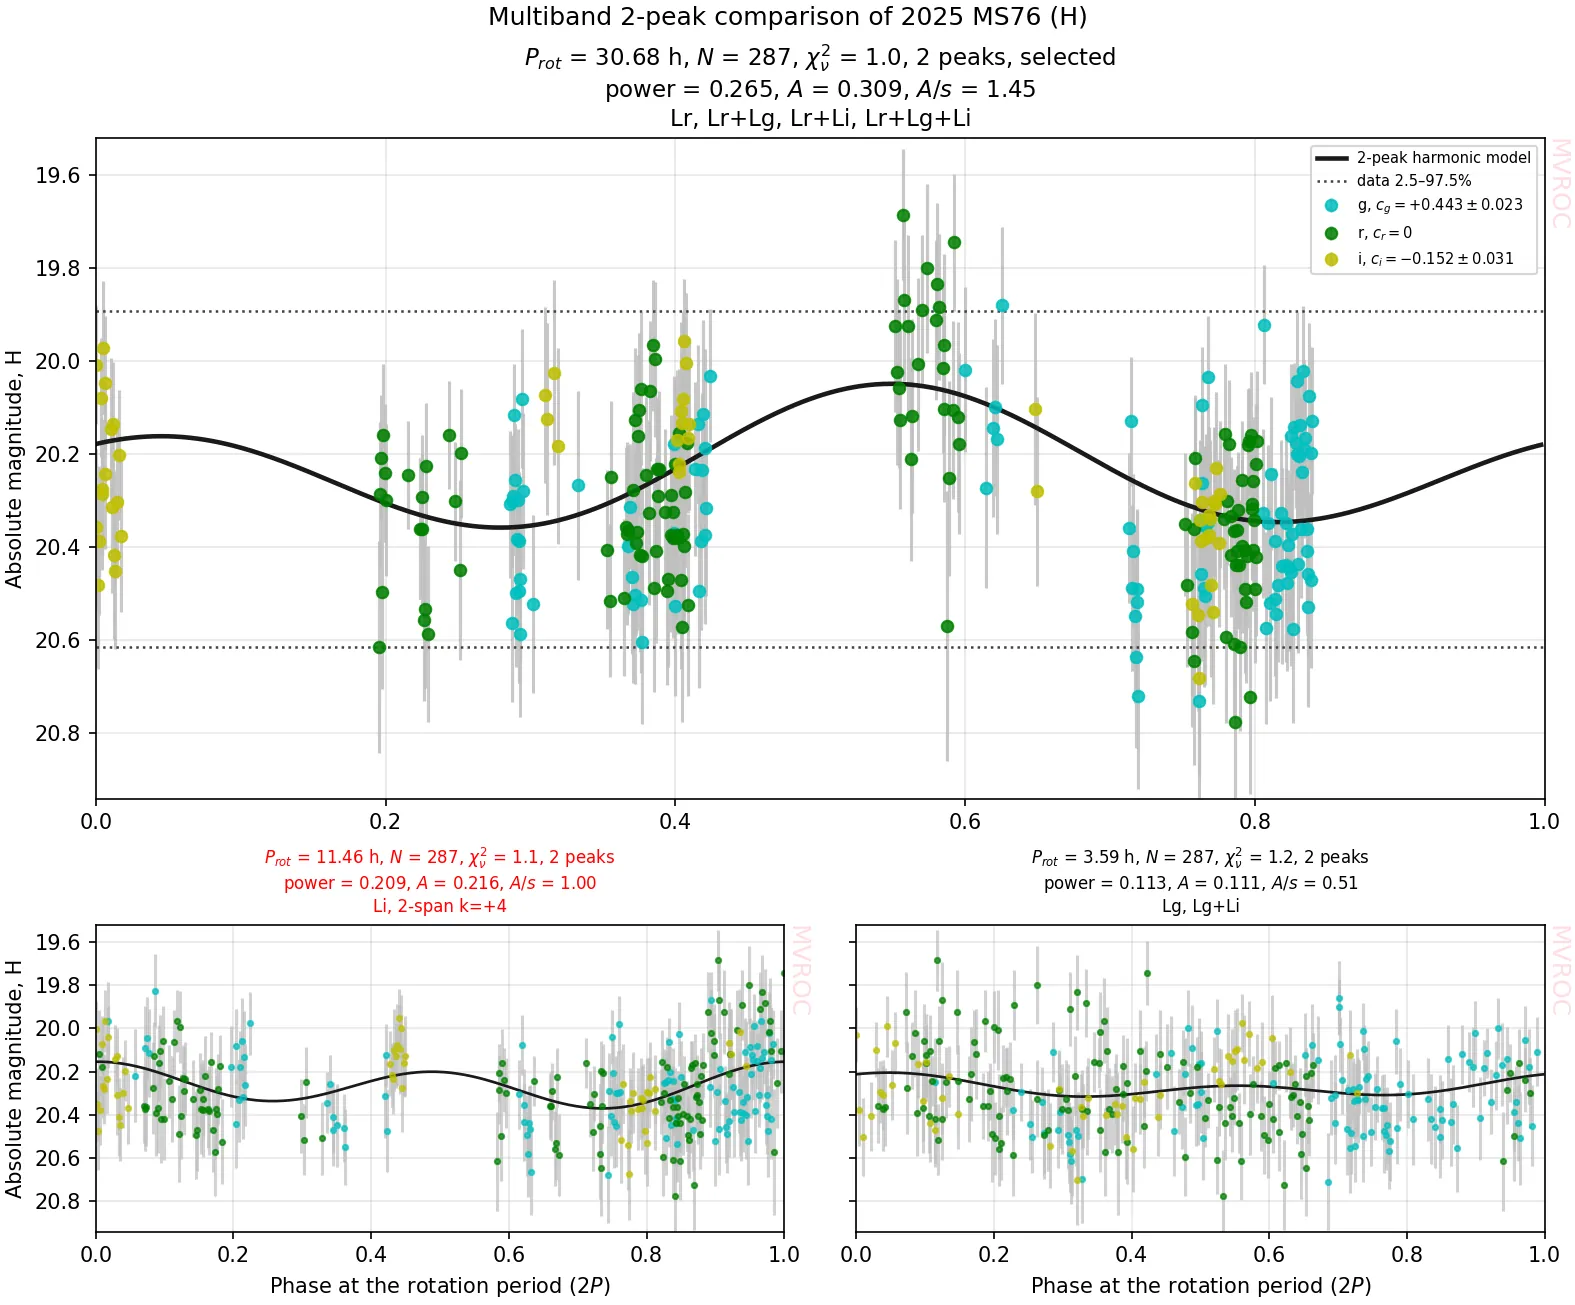 Multiband 2-peak comparison of 2025 MS76 (H)
P_rot = 30.68 h, N = 287, χ²_ν = 1.0, 2 peaks, selected
power = 0.265, A = 0.309, A/s = 1.45
Lr, Lr+Lg, Lr+Li, Lr+Lg+Li
MVROC
2-peak harmonic model
data 2.5–97.5%
g, c_g = +0.443 ± 0.023
r, c_r = 0
i, c_i = −0.152 ± 0.031
Absolute magnitude, H
19.6
19.8
20.0
20.2
20.4
20.6
20.8
0.0 0.2 0.4 0.6 0.8 1.0
P_rot = 11.46 h, N = 287, χ²_ν = 1.1, 2 peaks
power = 0.209, A = 0.216, A/s = 1.00
Li, 2-span k=+4
MVROC
Absolute magnitude, H
19.6
19.8
20.0
20.2
20.4
20.6
20.8
0.0 0.2 0.4 0.6 0.8 1.0
Phase at the rotation period (2P)
P_rot = 3.59 h, N = 287, χ²_ν = 1.2, 2 peaks
power = 0.113, A = 0.111, A/s = 0.51
Lg, Lg+Li
MVROC
0.0 0.2 0.4 0.6 0.8 1.0
Phase at the rotation period (2P)